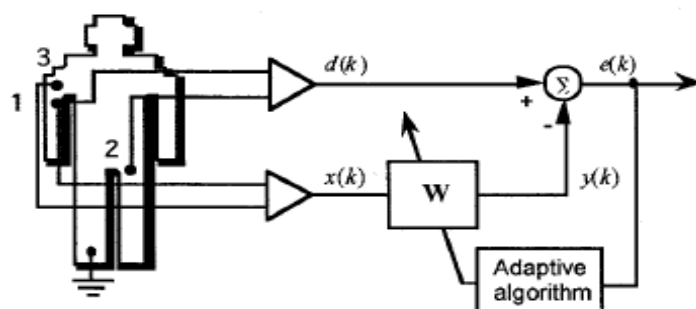 3
d(k)
e(k)
Σ
1
+
-
2
x(k)
W
y(k)
Adaptive
algorithm